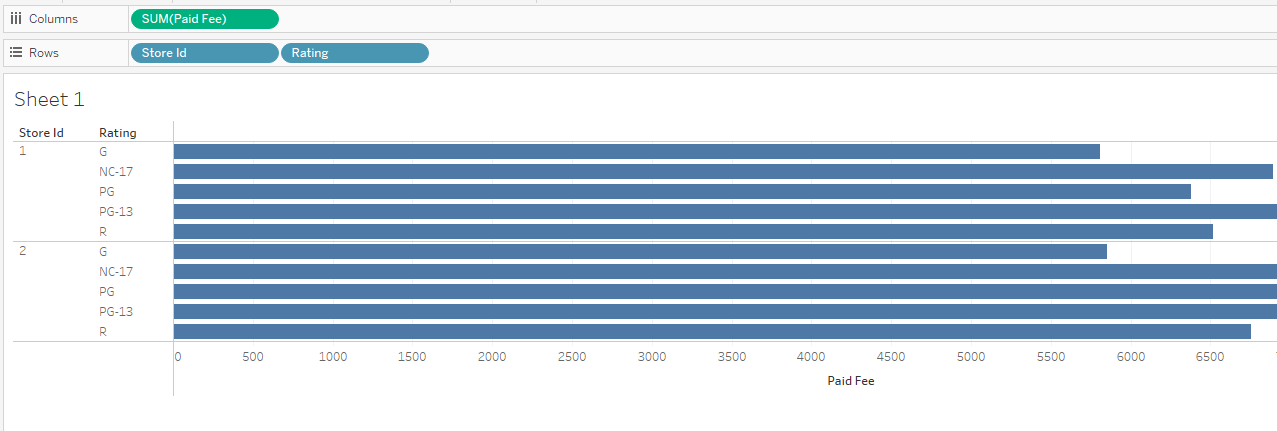 Columns SUM(Paid Fee)
Rows Store Id Rating
Sheet 1
Store Id Rating
1 G
NC-17
PG
PG-13
R
2 G
NC-17
PG
PG-13
R
0 500 1000 1500 2000 2500 3000 3500 4000 4500 5000 5500 6000 6500
Paid Fee